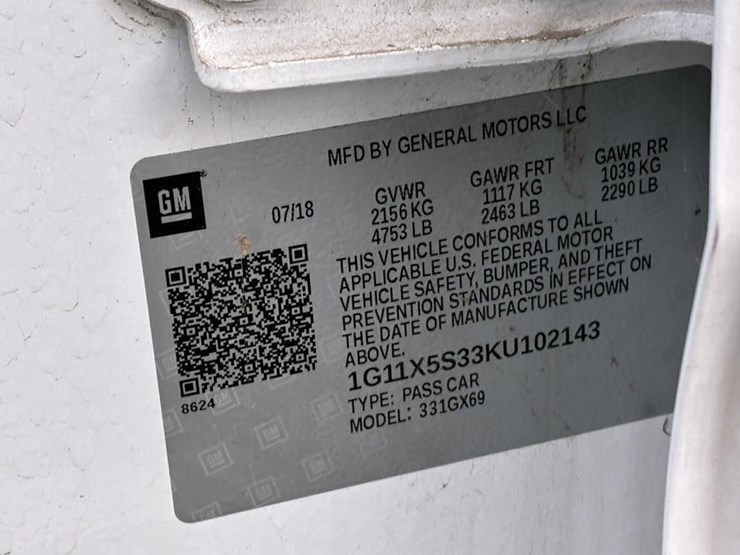 MFD BY GENERAL MOTORS LLC
GM
07/18
GVWR
2156 KG
4753 LB
GAWR FRT
1117 KG
2463 LB
GAWR RR
1039 KG
2290 LB
THIS VEHICLE CONFORMS TO ALL
APPLICABLE U.S. FEDERAL MOTOR
VEHICLE SAFETY, BUMPER, AND THEFT
PREVENTION STANDARDS IN EFFECT ON
THE DATE OF MANUFACTURE SHOWN
ABOVE.
1G11X5S33KU102143
TYPE: PASS CAR
MODEL: 331GX69
8624